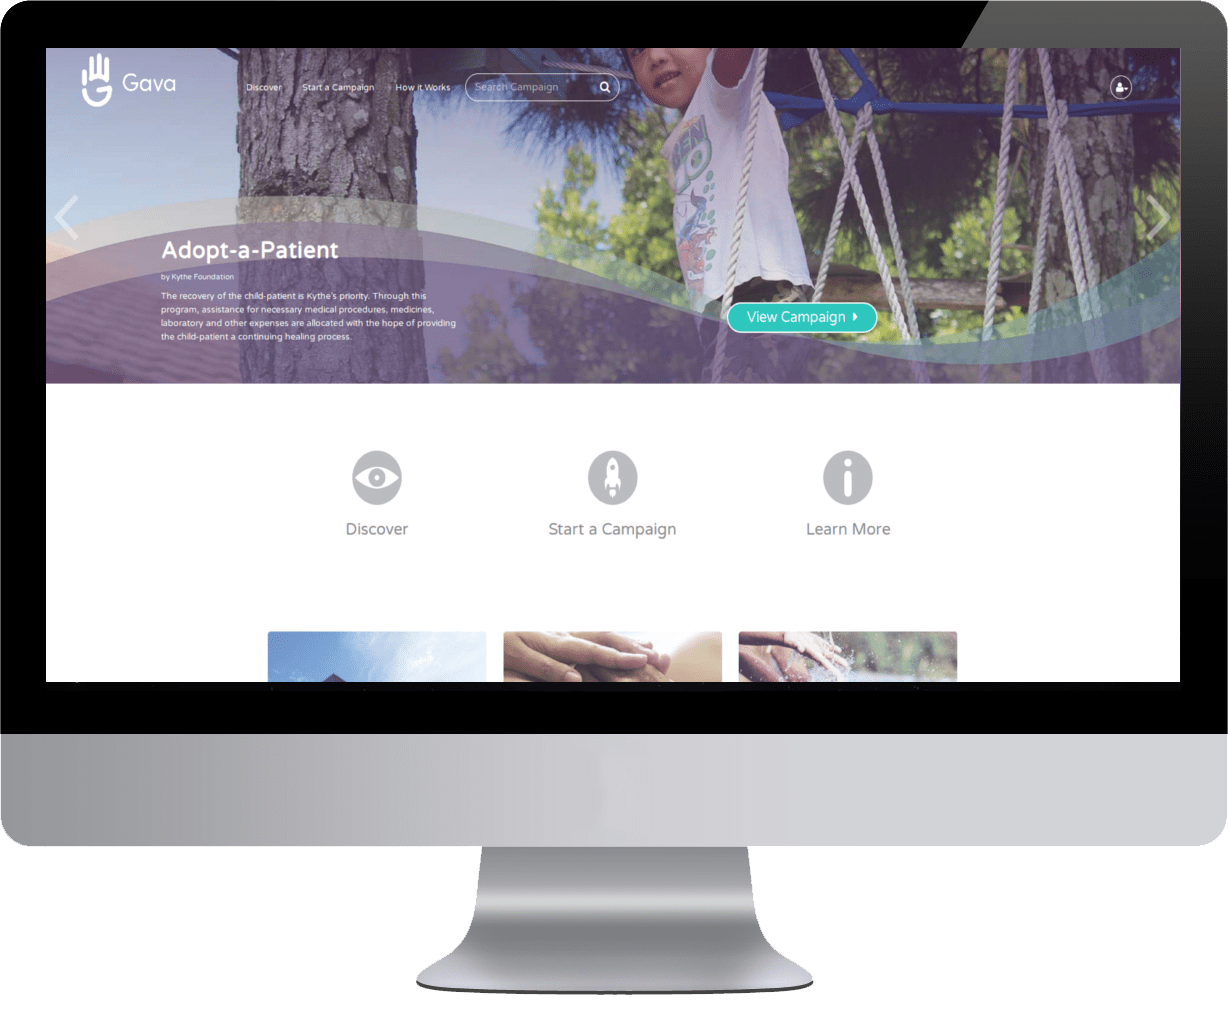 Gava
Discover
Start a Campaign
How it Works
Search Campaign
Adopt-a-Patient
by Kythe Foundation
The recovery of the child-patient is Kythe's priority. Through this
program, assistance for necessary medical procedures, medicines,
laboratory and other expenses are allocated with the hope of providing
the child-patient a continuing healing process.
View Campaign
Discover
Start a Campaign
Learn More